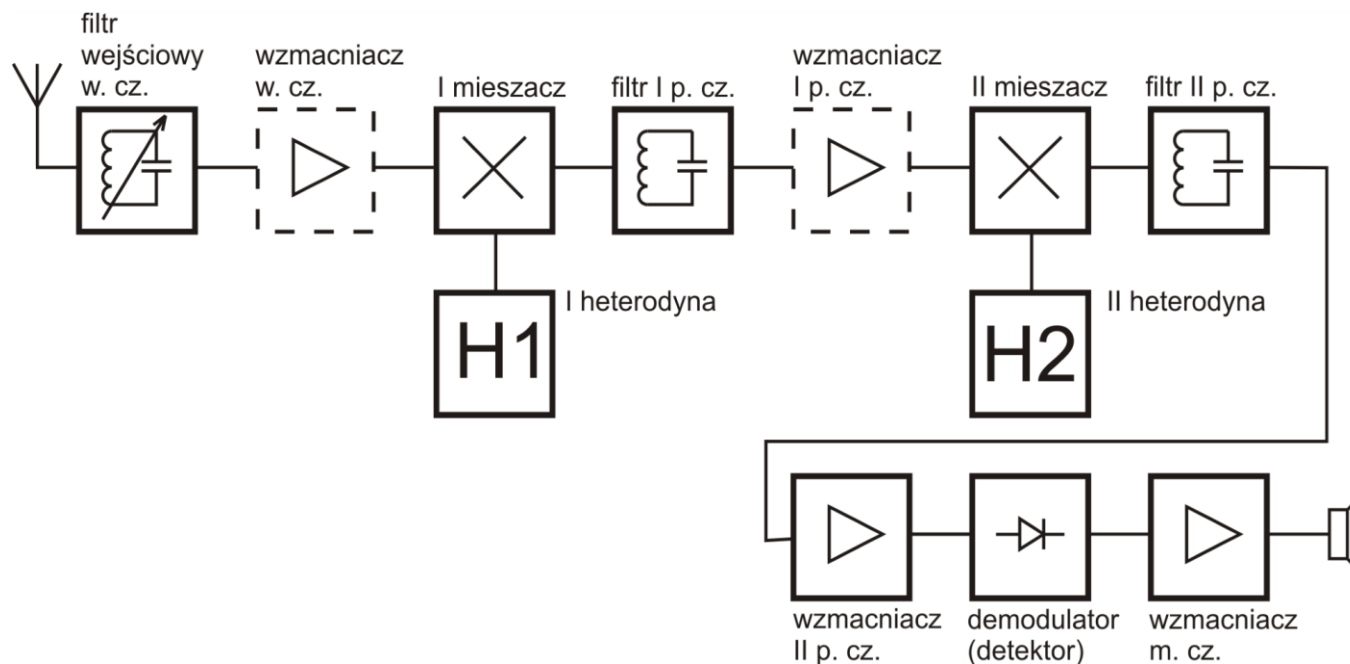 filtr
wejściowy
w. cz.
wzmacniacz
w. cz.
I mieszacz
filtr I p. cz.
wzmacniacz
I p. cz.
II mieszacz
filtr II p. cz.
H1
I heterodyna
H2
II heterodyna
wzmacniacz
II p. cz.
demodulator
(detektor)
wzmacniacz
m. cz.